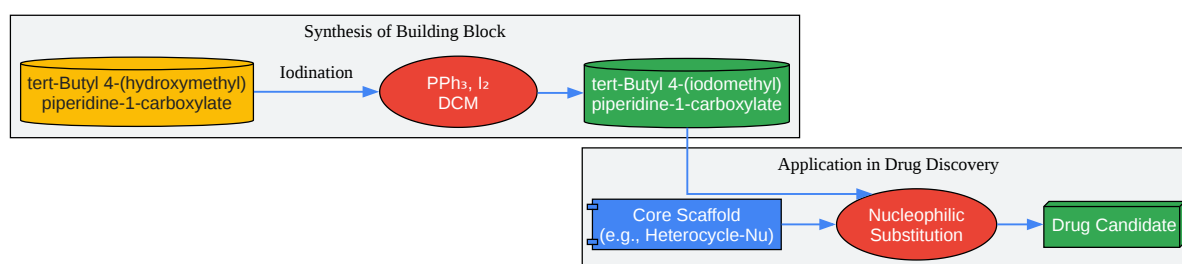 Synthesis of Building Block
tert-Butyl 4-(hydroxymethyl)
piperidine-1-carboxylate
Iodination
PPh₃, I₂
DCM
tert-Butyl 4-(iodomethyl)
piperidine-1-carboxylate
Application in Drug Discovery
Core Scaffold
(e.g., Heterocycle-Nu)
Nucleophilic
Substitution
Drug Candidate